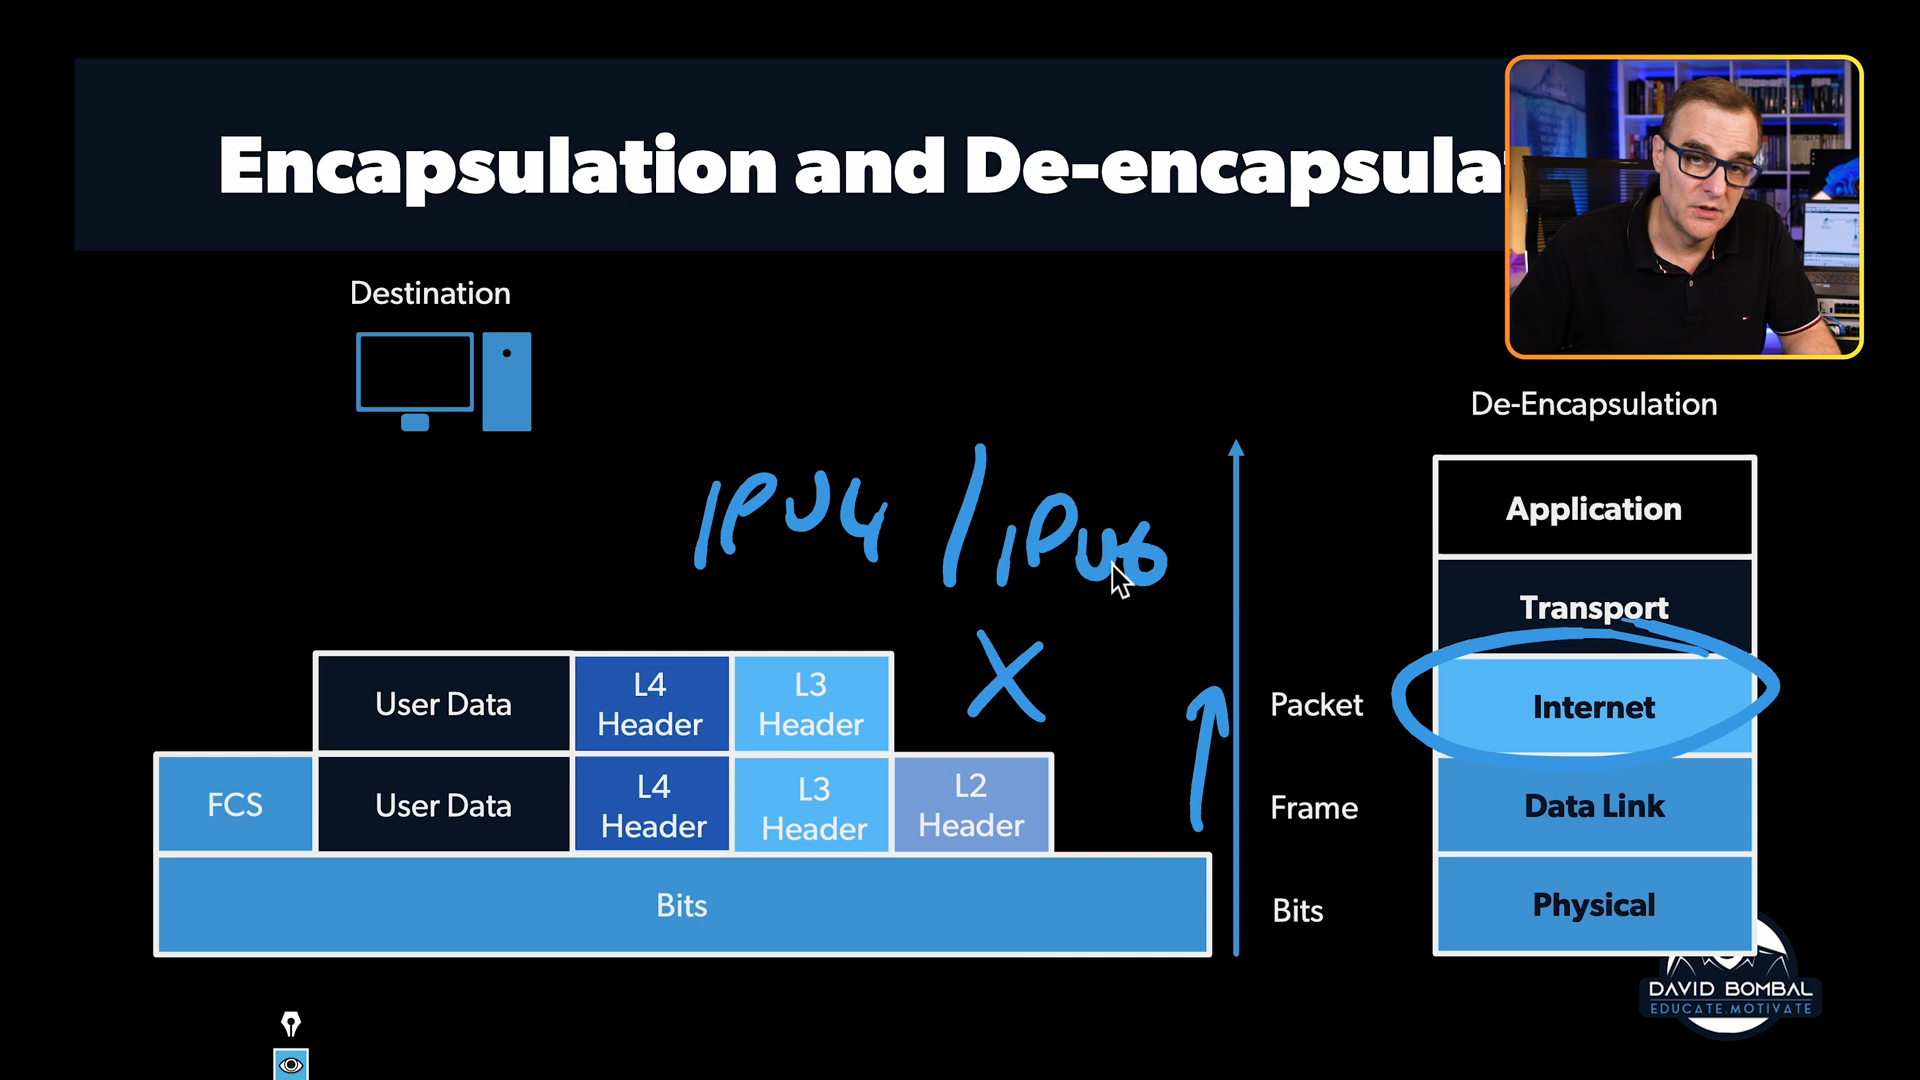 Encapsulation and De-encapsula
Destination
De-Encapsulation
IPV4 / IPV6
X
Application
Transport
Packet
Internet
User Data
L4 Header
L3 Header
Frame
Data Link
FCS
User Data
L4 Header
L3 Header
L2 Header
Bits
Bits
Physical
DAVID BOMBAL
EDUCATE.MOTIVATE